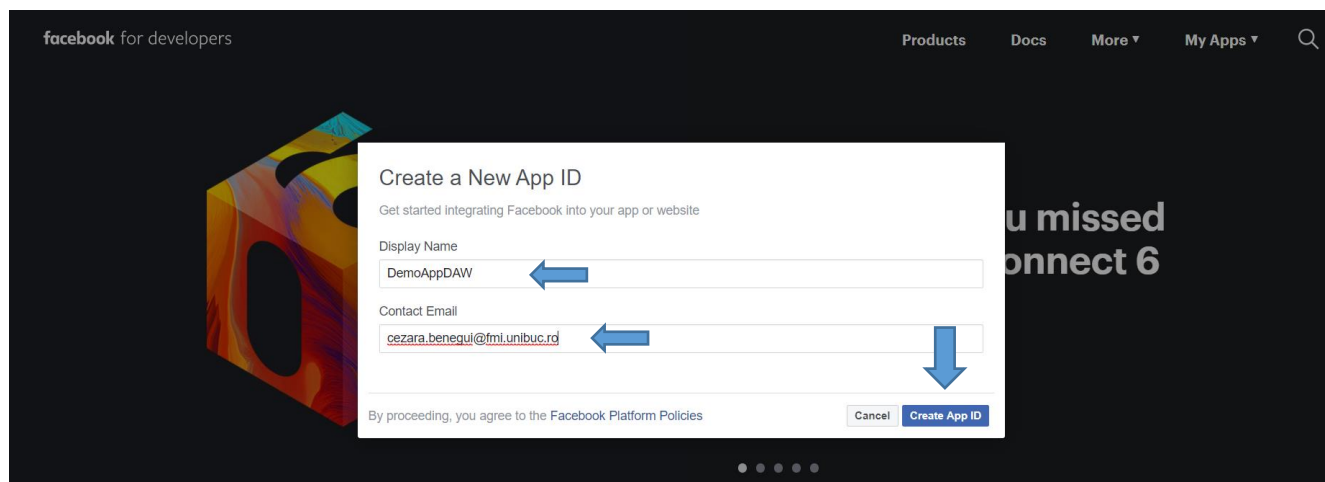 facebook for developers
Products Docs More ▾ My Apps ▾
Create a New App ID
Get started integrating Facebook into your app or website
Display Name
DemoAppDAW
Contact Email
cezara.benegui@fmi.unibuc.ro
By proceeding, you agree to the Facebook Platform Policies
Cancel Create App ID
u missed
onnect 6